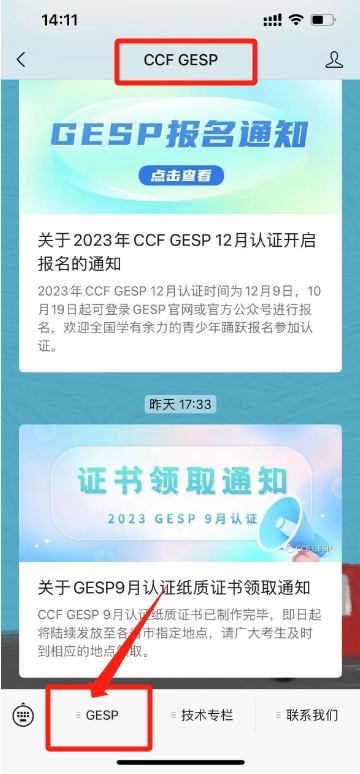 14:11
CCF GESP
GESP报名通知
点击查看
关于2023年CCF GESP 12月认证开启
报名的通知
2023年CCF GESP 12月认证时间为12月9日，10
月19日起可登录GESP官网或官方公众号进行报
名，欢迎全国学有余力的青少年踊跃报名参加认
证。
昨天 17:33
证书领取通知
2023 GESP 9月认证
CCF GESP
关于GESP9月认证纸质证书领取通知
CCF GESP 9月认证纸质证书已制作完毕，即日起
将陆续发放至各省市指定地点，请广大考生及时
到相应的地点领取。
GESP
技术专栏
联系我们